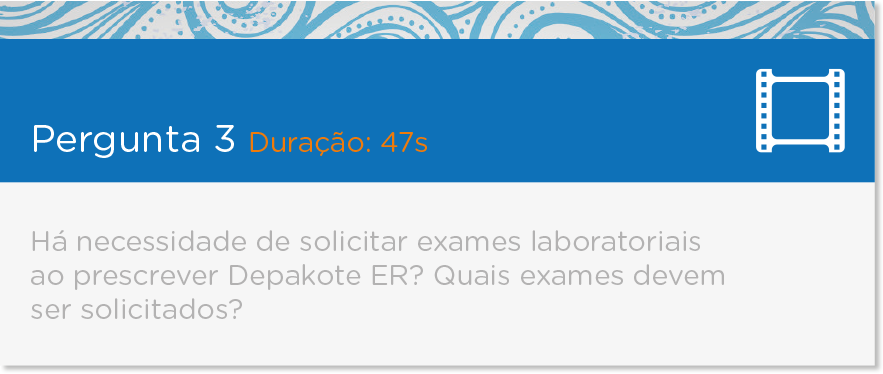 Pergunta 3 Duração: 47s
Há necessidade de solicitar exames laboratoriais
ao prescrever Depakote ER? Quais exames devem
ser solicitados?